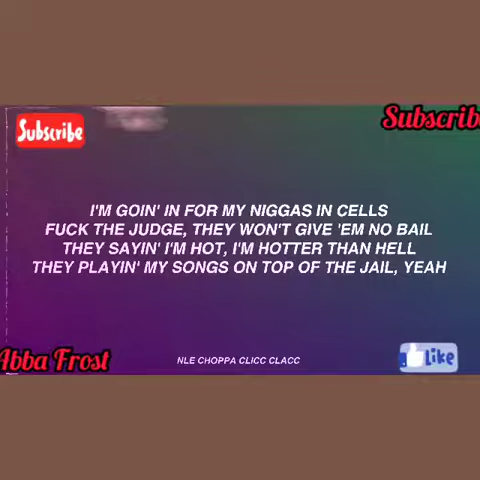 Subscribe
Subscrib
I'M GOIN' IN FOR MY NIGGAS IN CELLS
FUCK THE JUDGE, THEY WON'T GIVE 'EM NO BAIL
THEY SAYIN' I'M HOT, I'M HOTTER THAN HELL
THEY PLAYIN' MY SONGS ON TOP OF THE JAIL, YEAH
Abba Frost
NLE CHOPPA CLICC CLACC
Like